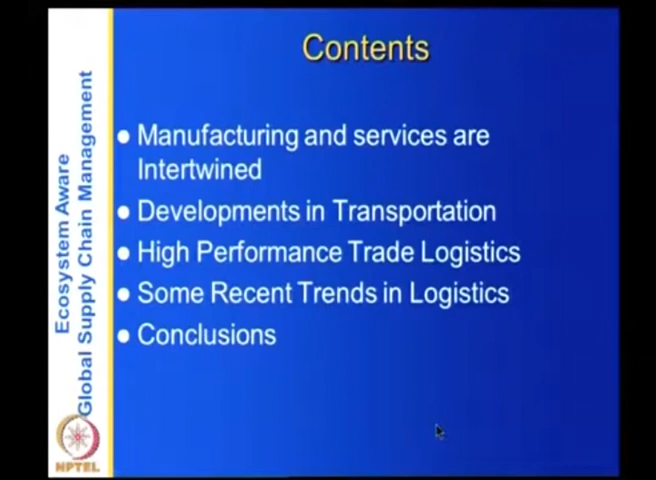 Contents
Manufacturing and services are
Intertwined
Developments in Transportation
High Performance Trade Logistics
Some Recent Trends in Logistics
Conclusions
Ecosystem Aware
Global Supply Chain Management
NPTEL